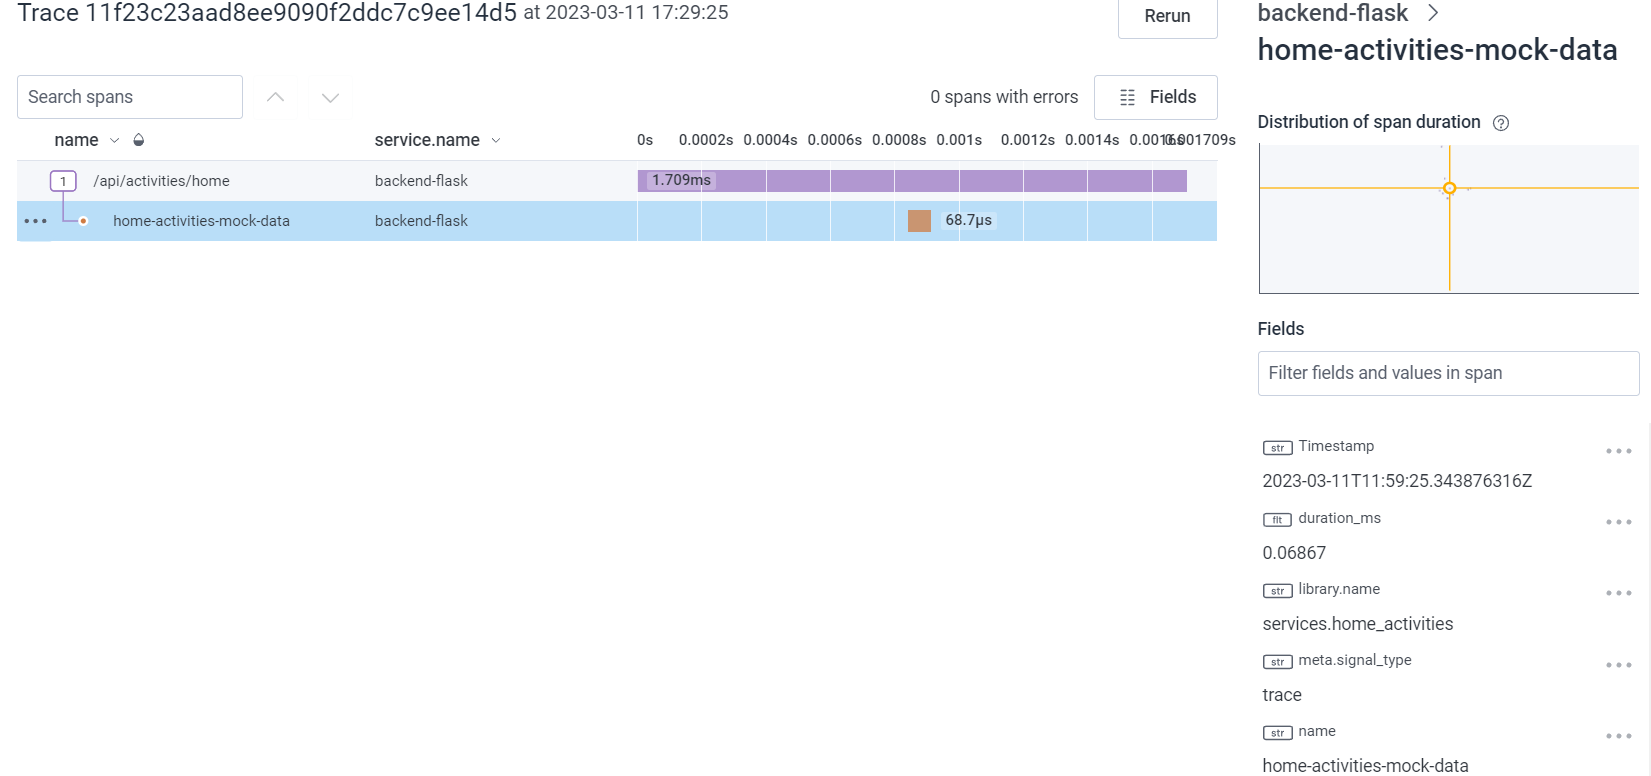 Trace 11f23c23aad8ee9090f2ddc7c9ee14d5 at 2023-03-11 17:29:25
Rerun
Search spans
0 spans with errors
Fields
name
service.name
0s 0.0002s 0.0004s 0.0006s 0.0008s 0.001s 0.0012s 0.0014s 0.0016s 0.001709s
1 /api/activities/home backend-flask 1.709ms
home-activities-mock-data backend-flask 68.7μs
backend-flask
home-activities-mock-data
Distribution of span duration
Fields
Filter fields and values in span
str Timestamp
2023-03-11T11:59:25.343876316Z
flt duration_ms
0.06867
str library.name
services.home_activities
str meta.signal_type
trace
str name
home-activities-mock-data